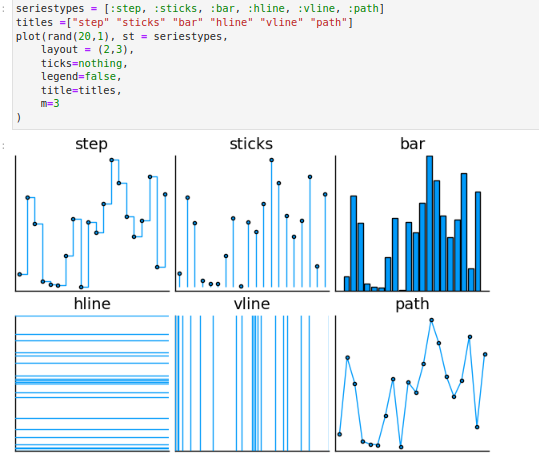 seriestypes = [:step, :sticks, :bar, :hline, :vline, :path]
titles =["step" "sticks" "bar" "hline" "vline" "path"]
plot(rand(20,1), st = seriestypes,
    layout = (2,3),
    ticks=nothing,
    legend=false,
    title=titles,
    m=3
)
step sticks bar
hline vline path